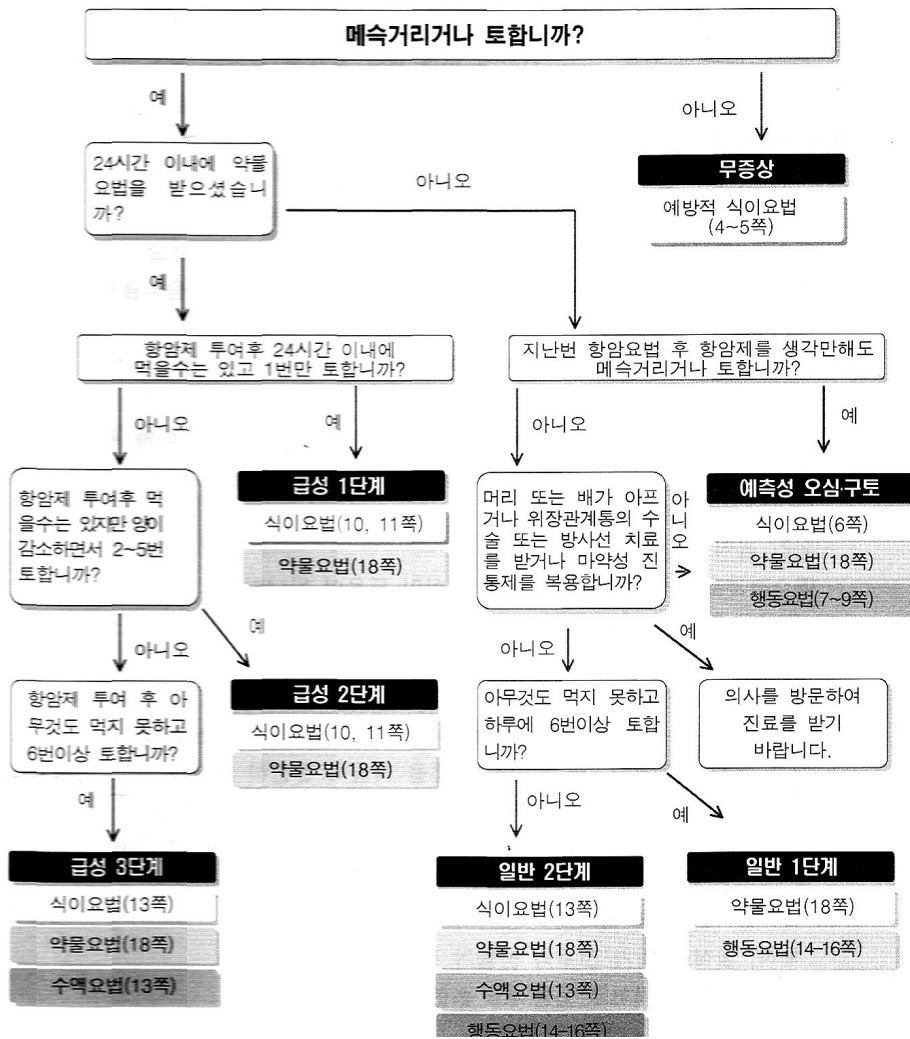 메슥거리거나 토합니까?
예
아니오
24시간 이내에 약물
요법을 받으셨습니
까?
아니오
무증상
예방적 식이요법
(4~5쪽)
예
항암제 투여후 24시간 이내에
먹을수는 있고 1번만 토합니까?
지난번 항암요법 후 항암제를 생각만해도
메슥거리거나 토합니까?
아니오
예
아니오
예
항암제 투여후 먹
을수는 있지만 양이
감소하면서 2~5번
토합니까?
급성 1단계
식이요법(10, 11쪽)
약물요법(18쪽)
머리 또는 배가 아프
거나 위장관계통의 수
술 또는 방사선 치료
를 받거나 마약성 진
통제를 복용합니까?
아
니
오
예측성 오심·구토
식이요법(6쪽)
약물요법(18쪽)
행동요법(7~9쪽)
아니오
예
아니오
예
항암제 투여 후 아
무것도 먹지 못하고
6번이상 토합니까?
급성 2단계
식이요법(10, 11쪽)
약물요법(18쪽)
아무것도 먹지 못하고
하루에 6번이상 토합
니까?
의사를 방문하여
진료를 받기
바랍니다.
예
아니오
예
급성 3단계
식이요법(13쪽)
약물요법(18쪽)
수액요법(13쪽)
일반 2단계
식이요법(13쪽)
약물요법(18쪽)
수액요법(13쪽)
행동요법(14-16쪽)
일반 1단계
약물요법(18쪽)
행동요법(14-16쪽)